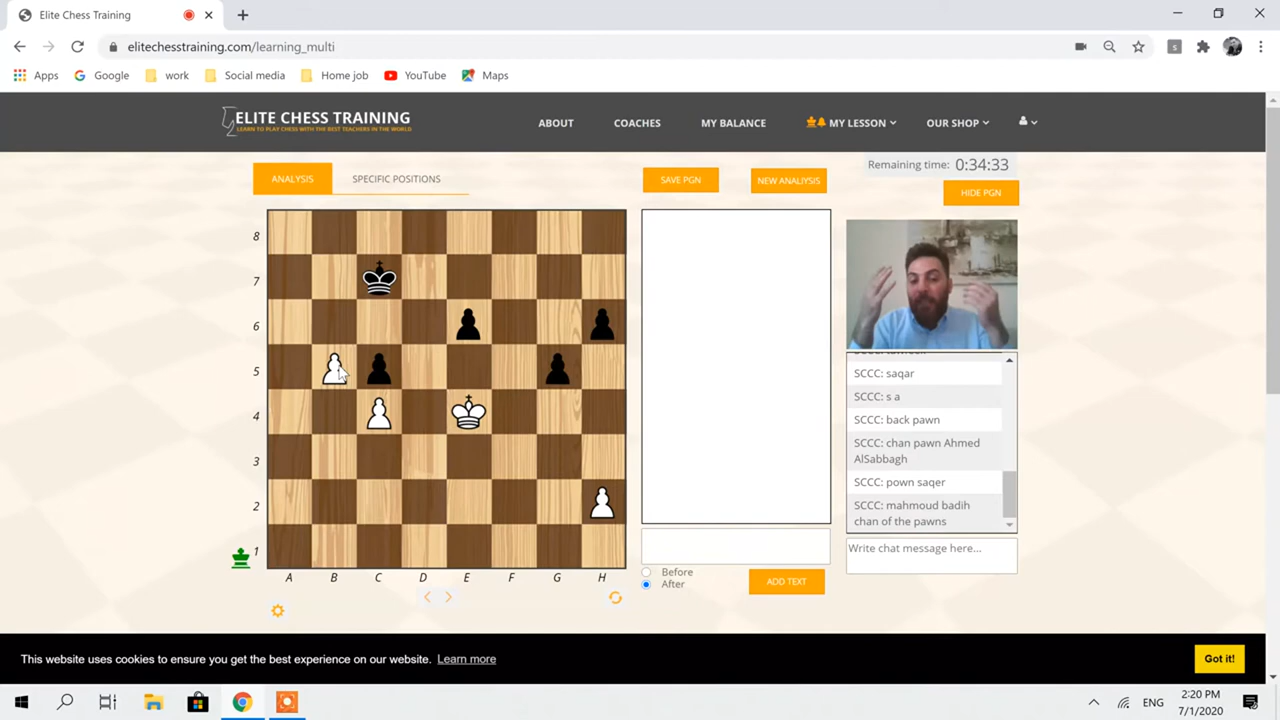 Elite Chess Training
elitechesstraining.com/learning_multi
S
Apps Google work Social media Home job YouTube Maps
ELITE CHESS TRAINING
LEARN TO PLAY CHESS WITH THE BEST TEACHERS IN THE WORLD
ABOUT COACHES MY BALANCE MY LESSON OUR SHOP
Remaining time: 0:34:33
ANALYSIS SPECIFIC POSITIONS SAVE PGN NEW ANALIYSIS HIDE PGN
8
7
6
5
4
3
2
1
A B C D E F G H
SCCC: saqar
SCCC: s a
SCCC: back pawn
SCCC: chan pawn Ahmed
AlSabbagh
SCCC: pown saqer
SCCC: mahmoud badih
chan of the pawns
Write chat message here...
Before
After
ADD TEXT
This website uses cookies to ensure you get the best experience on our website. Learn more
Got it!
ENG
2:20 PM
7/1/2020